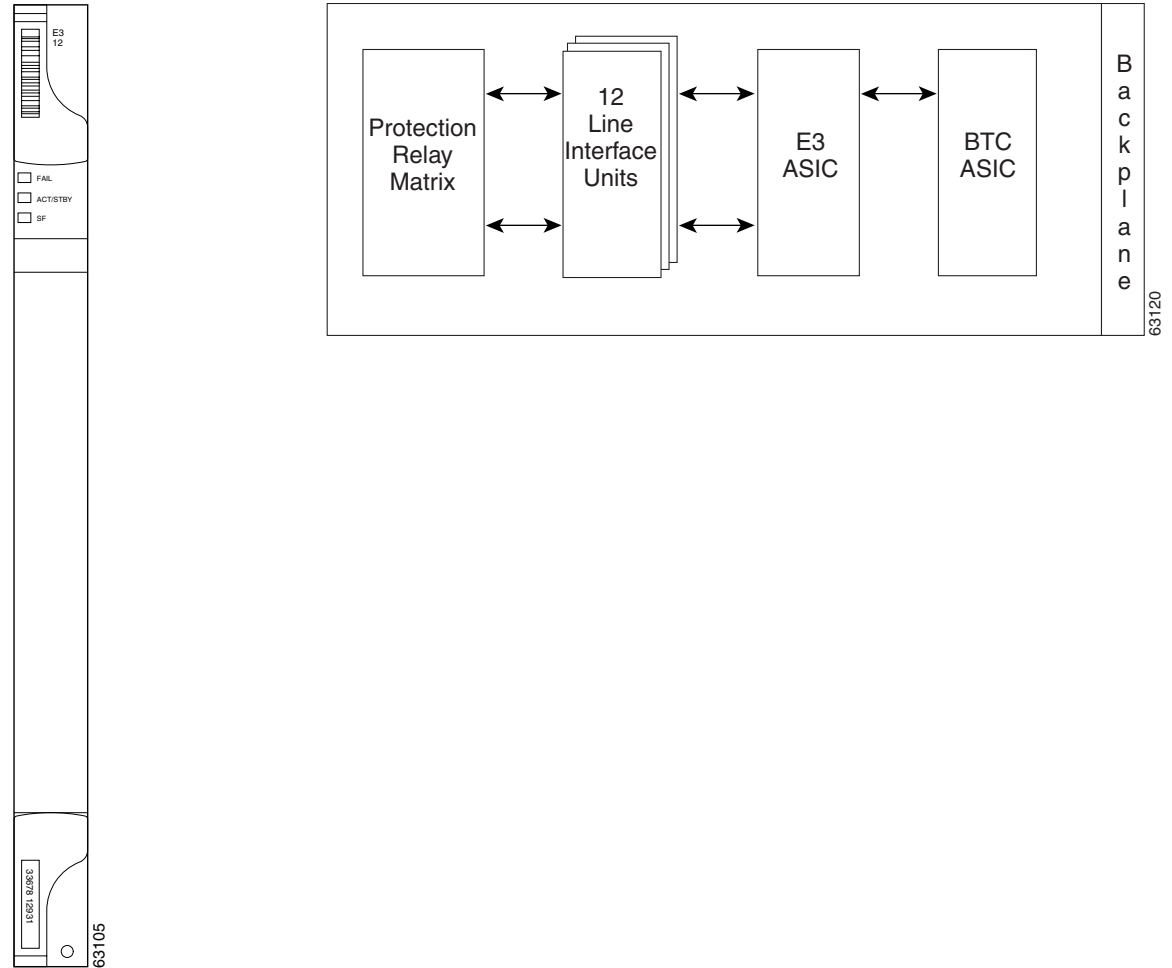 E3
12
FAIL
ACT/STBY
SF
33678 12931
63105
Protection
Relay
Matrix
12
Line
Interface
Units
E3
ASIC
BTC
ASIC
Backplane
63120